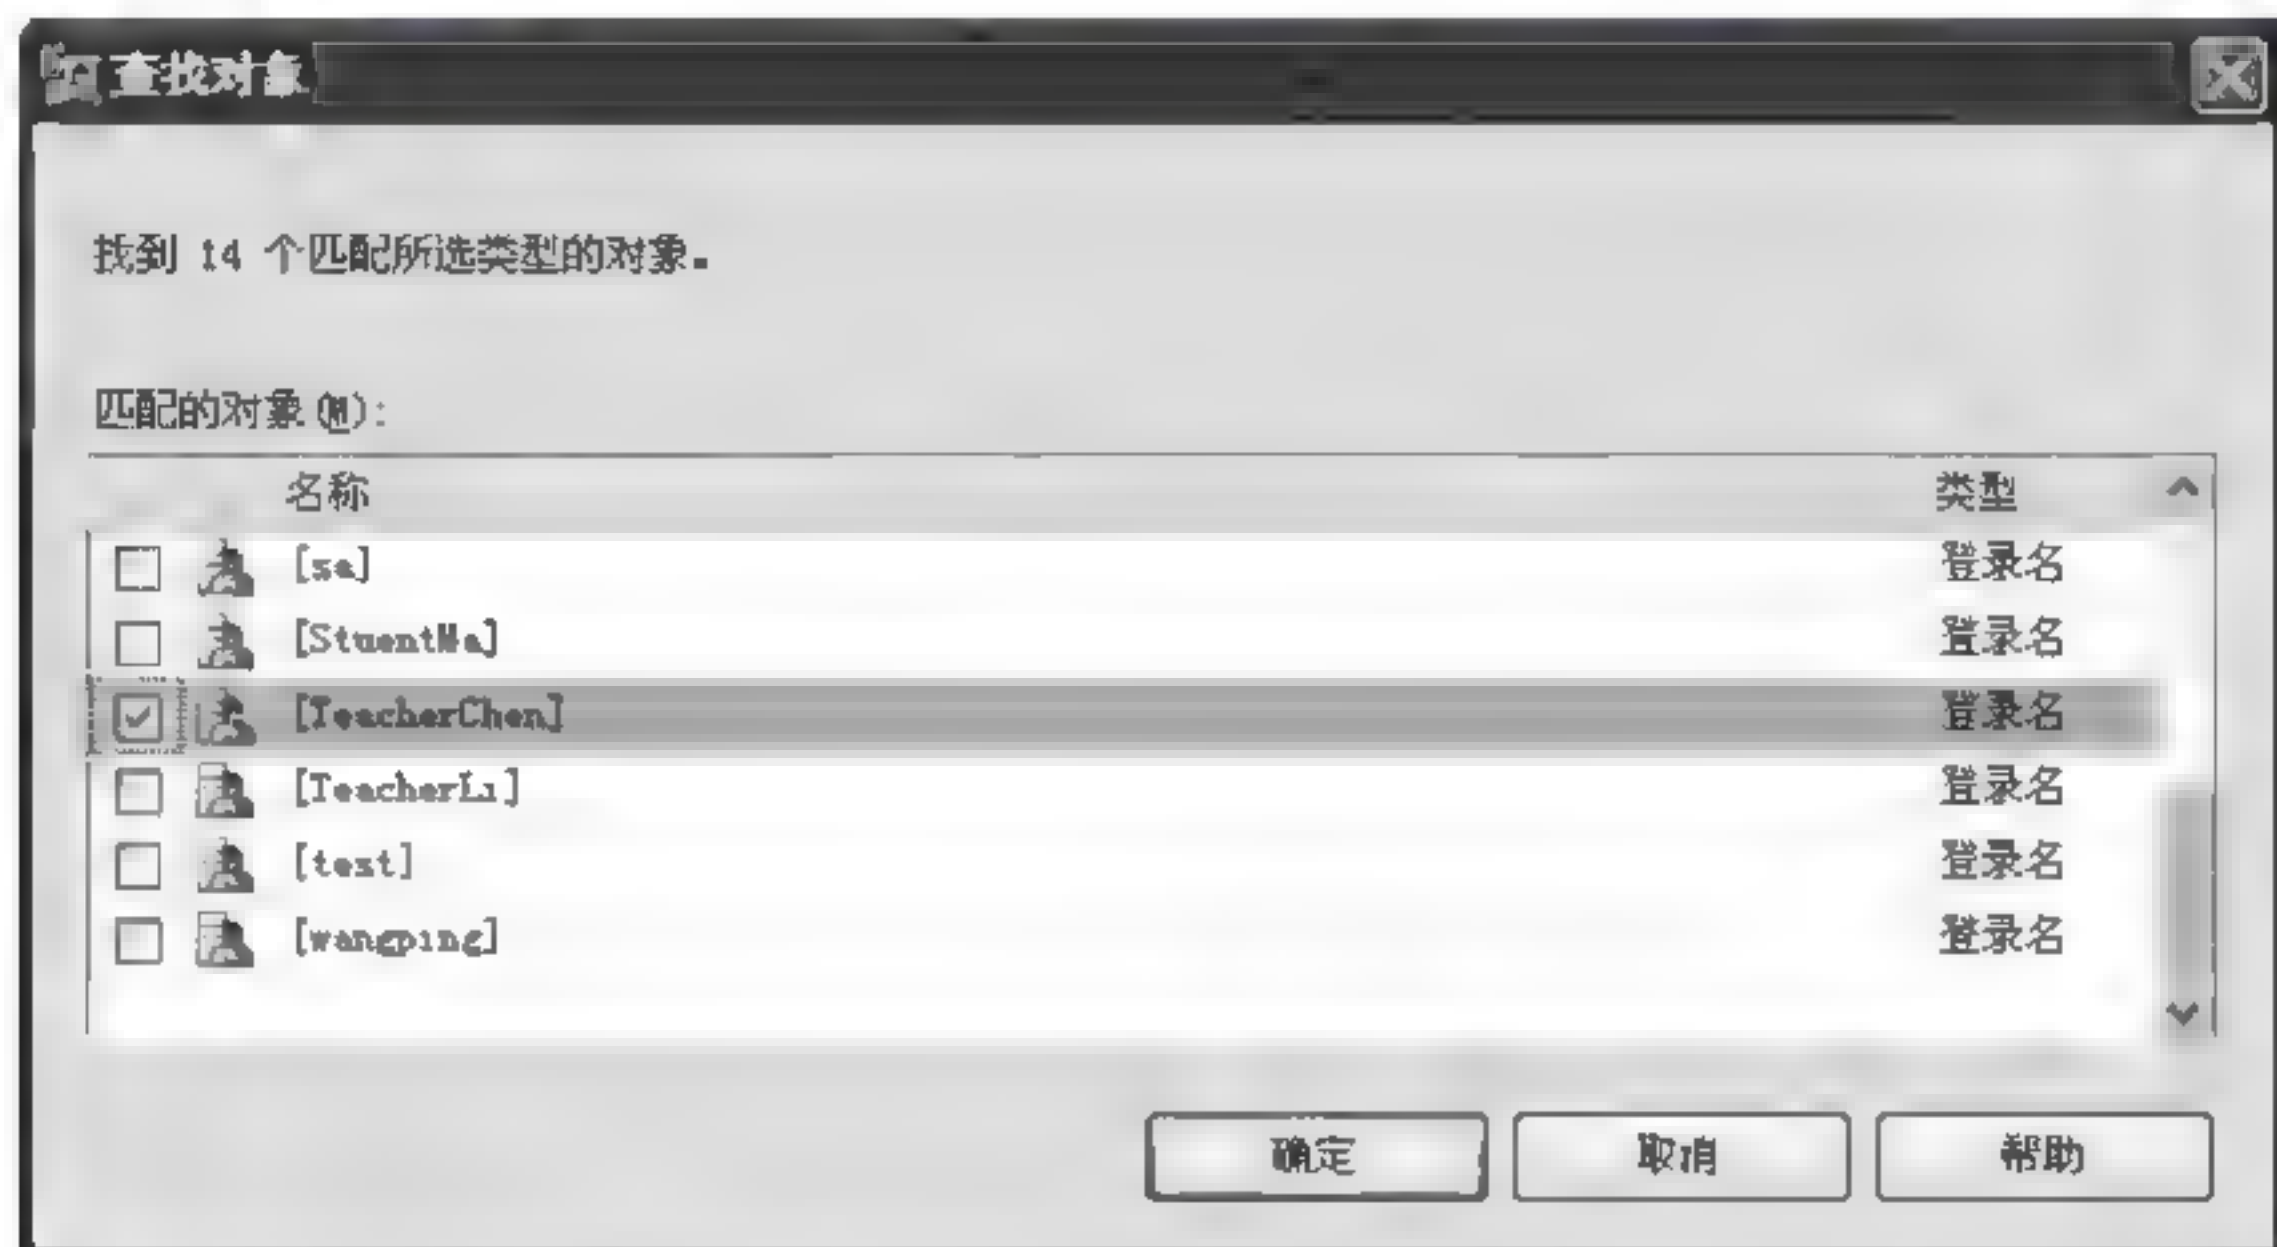 查找对象
找到 14 个匹配所选类型的对象。
匹配的对象(M):
名称 类型
[sa] 登录名
[StuentMa] 登录名
[TeacherChen] 登录名
[TeacherLi] 登录名
[test] 登录名
[wangping] 登录名
确定 取消 帮助